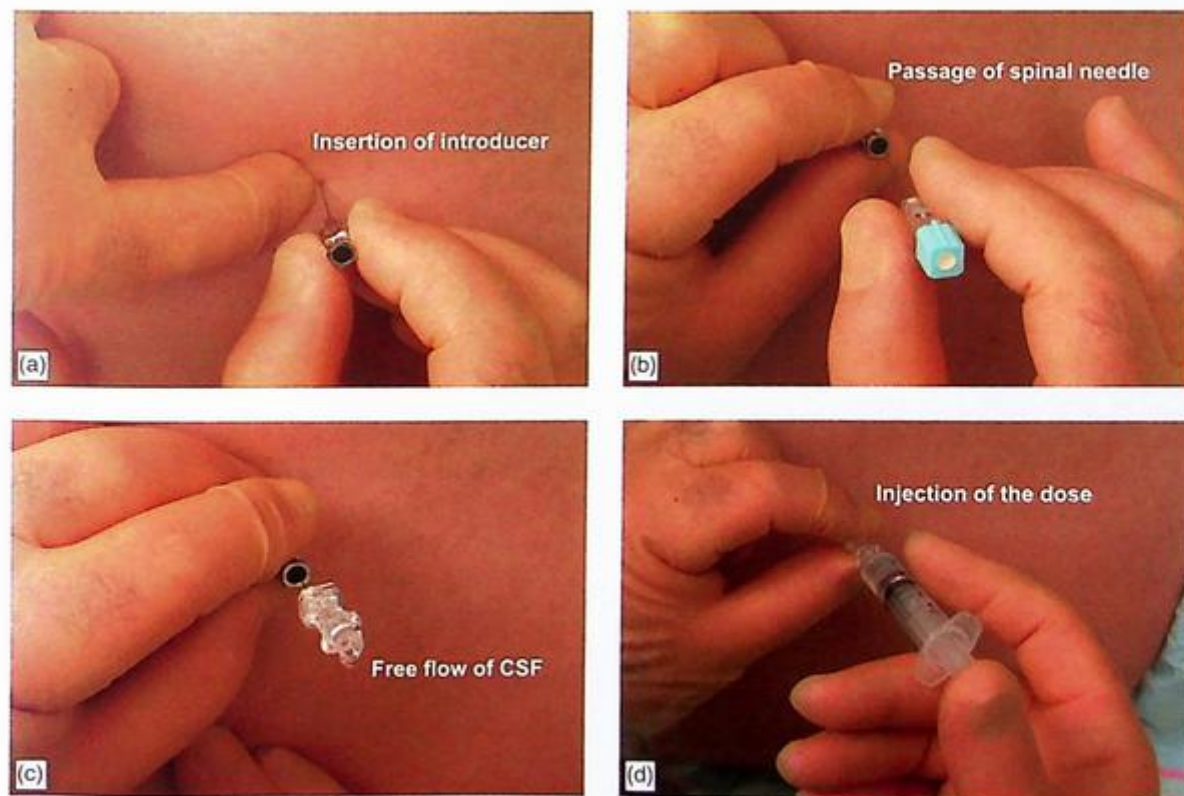 Insertion of introducer
(a)
Passage of spinal needle
(b)
Free flow of CSF
(c)
Injection of the dose
(d)